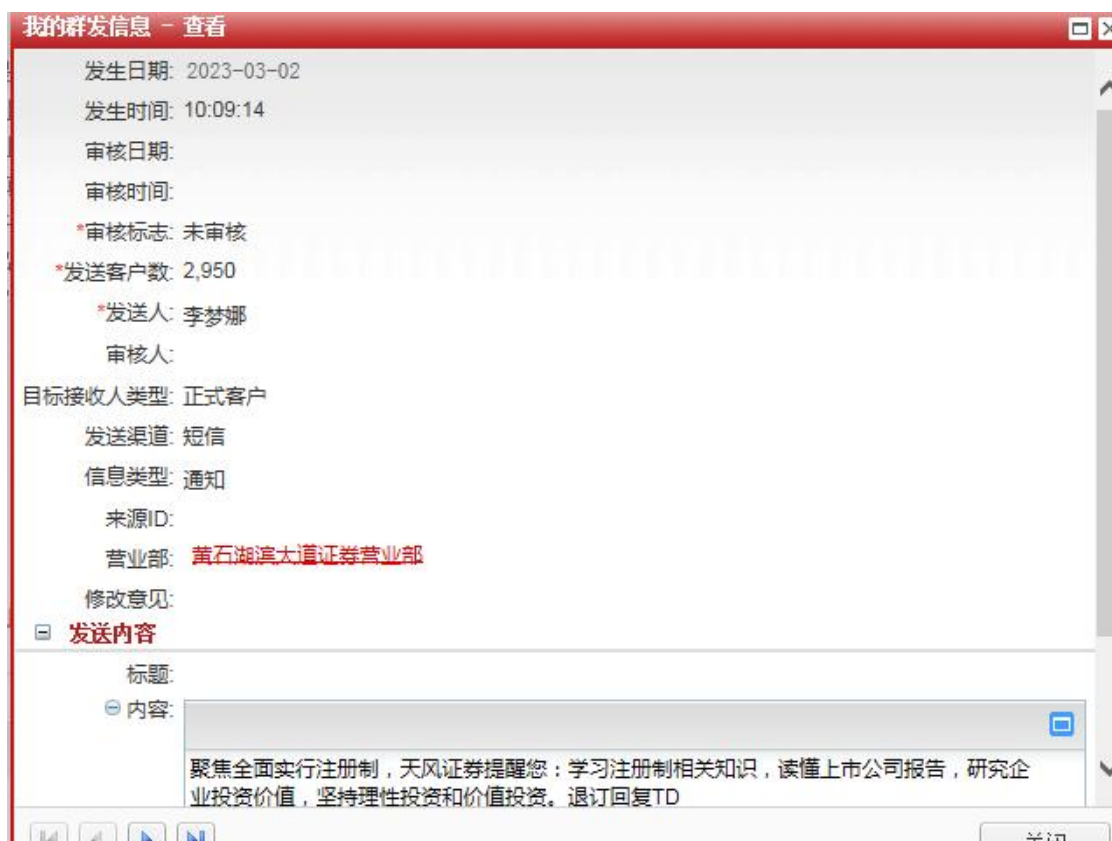 我的群发信息 - 查看
发生日期: 2023-03-02
发生时间: 10:09:14
审核日期:
审核时间:
*审核标志: 未审核
*发送客户数: 2,950
*发送人: 李梦娜
审核人:
目标接收人类型: 正式客户
发送渠道: 短信
信息类型: 通知
来源ID:
营业部: 黄石湖滨大道证券营业部
修改意见:
发送内容
标题:
内容:
聚焦全面实行注册制，天风证券提醒您：学习注册制相关知识，读懂上市公司报告，研究企
业投资价值，坚持理性投资和价值投资。退订回复TD
关闭